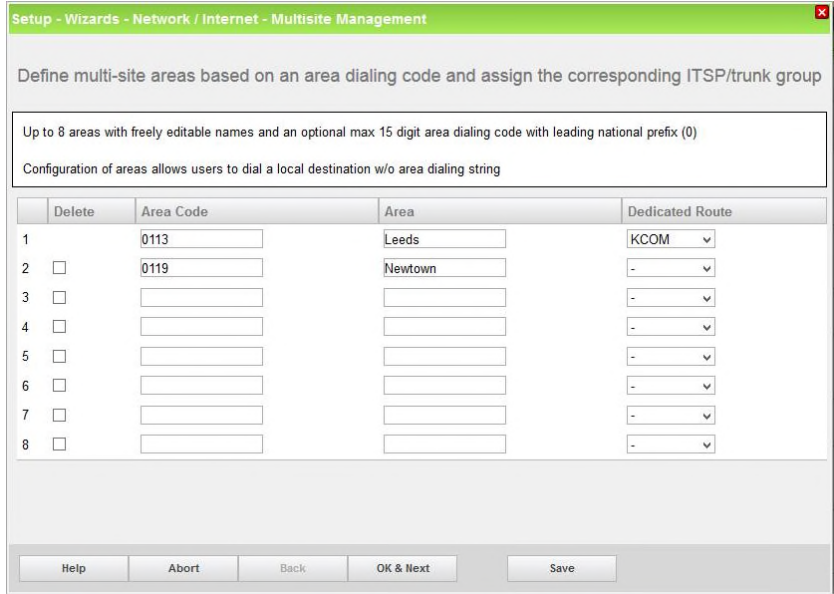 Setup - Wizards - Network / Internet - Multisite Management
Define multi-site areas based on an area dialing code and assign the corresponding ITSP/trunk group
Up to 8 areas with freely editable names and an optional max 15 digit area dialing code with leading national prefix (0)
Configuration of areas allows users to dial a local destination w/o area dialing string
Delete Area Code Area Dedicated Route
1 0113 Leeds KCOM
2 0119 Newtown -
3 -
4 -
5 -
6 -
7 -
8 -
Help Abort Back OK & Next Save